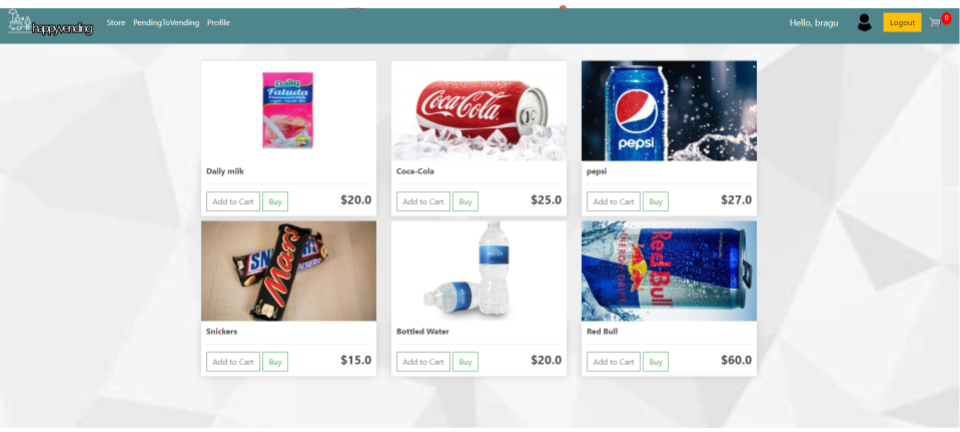 happyvending
Store PendingToVending Profile
Hello, bragu
Logout
0
Daily
Faluda
Coca-Cola
pepsi
Daily milk
Coca-Cola
pepsi
Add to Cart Buy $20.0
Add to Cart Buy $25.0
Add to Cart Buy $27.0
SN
Mars
Red Bull
ENERGY DRINK
Snickers
Bottled Water
Red Bull
Add to Cart Buy $15.0
Add to Cart Buy $20.0
Add to Cart Buy $60.0